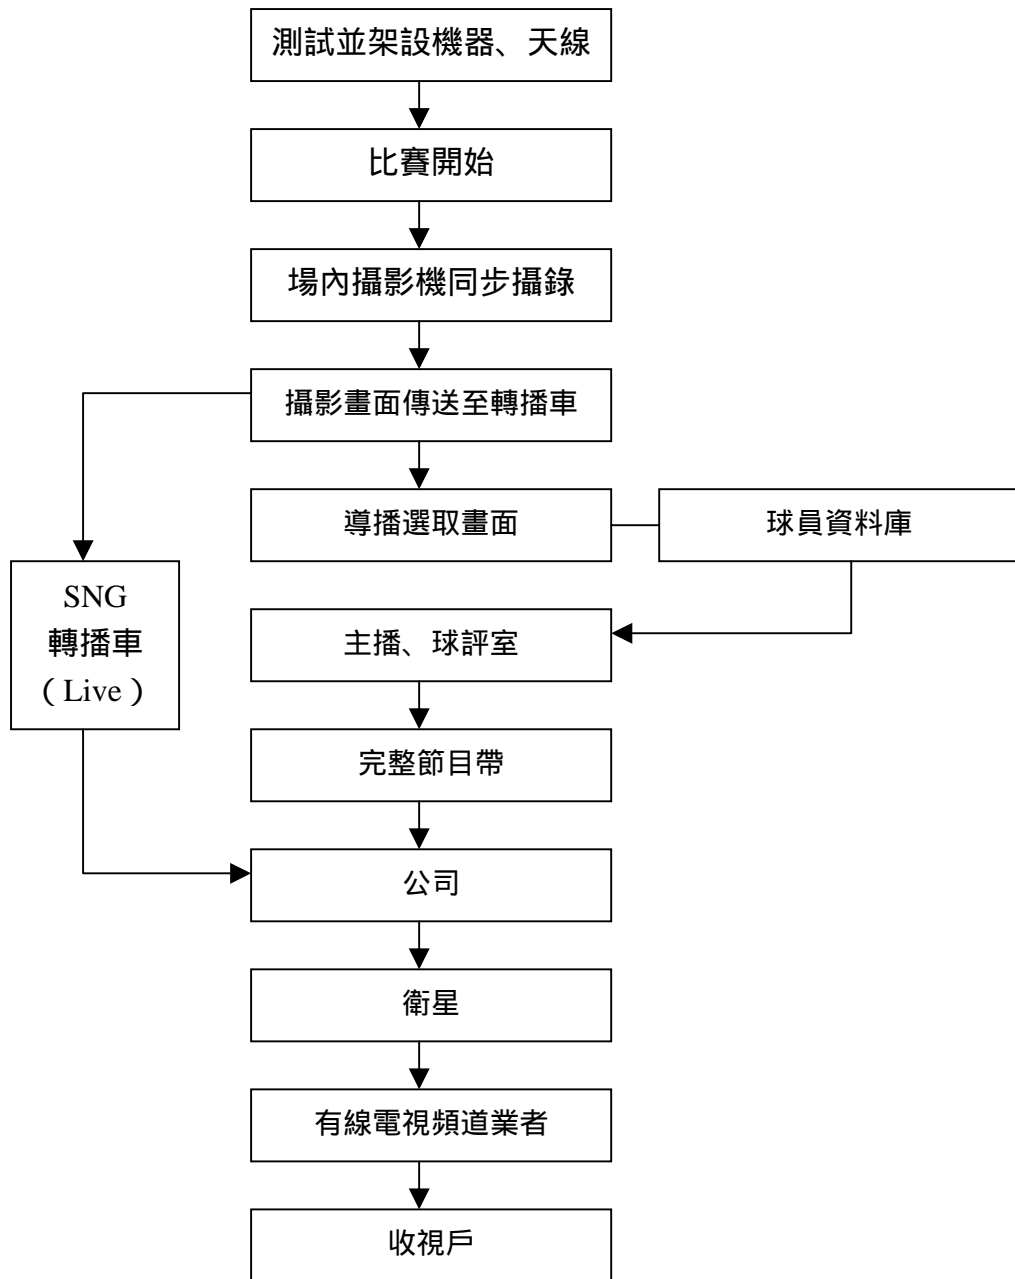 測試並架設機器、天線
比賽開始
場內攝影機同步攝錄
攝影畫面傳送至轉播車
導播選取畫面
球員資料庫
SNG
轉播車
（Live）
主播、球評室
完整節目帶
公司
衛星
有線電視頻道業者
收視戶